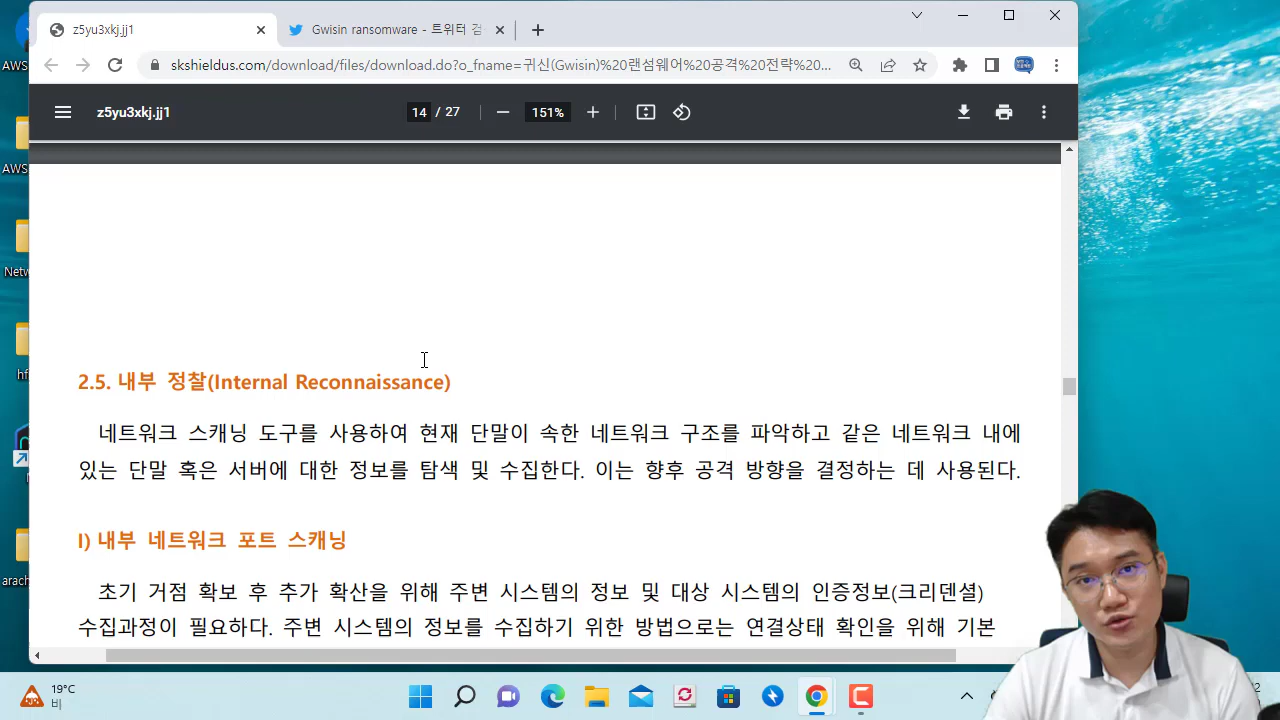 z5yu3xkj.jj1
Gwisin ransomware - 트위터 검
skshieldus.com/download/files/download.do?o_fname=귀신(Gwisin)%20랜섬웨어%20공격%20전략%20...
z5yu3xkj.jj1
14 / 27
151%
AWS
AWS
Netw
hf
arach
2.5. 내부 정찰(Internal Reconnaissance)
네트워크 스캐닝 도구를 사용하여 현재 단말이 속한 네트워크 구조를 파악하고 같은 네트워크 내에
있는 단말 혹은 서버에 대한 정보를 탐색 및 수집한다. 이는 향후 공격 방향을 결정하는 데 사용된다.
I) 내부 네트워크 포트 스캐닝
초기 거점 확보 후 추가 확산을 위해 주변 시스템의 정보 및 대상 시스템의 인증정보(크리덴셜)
수집과정이 필요하다. 주변 시스템의 정보를 수집하기 위한 방법으로는 연결상태 확인을 위해 기본
19°C
비